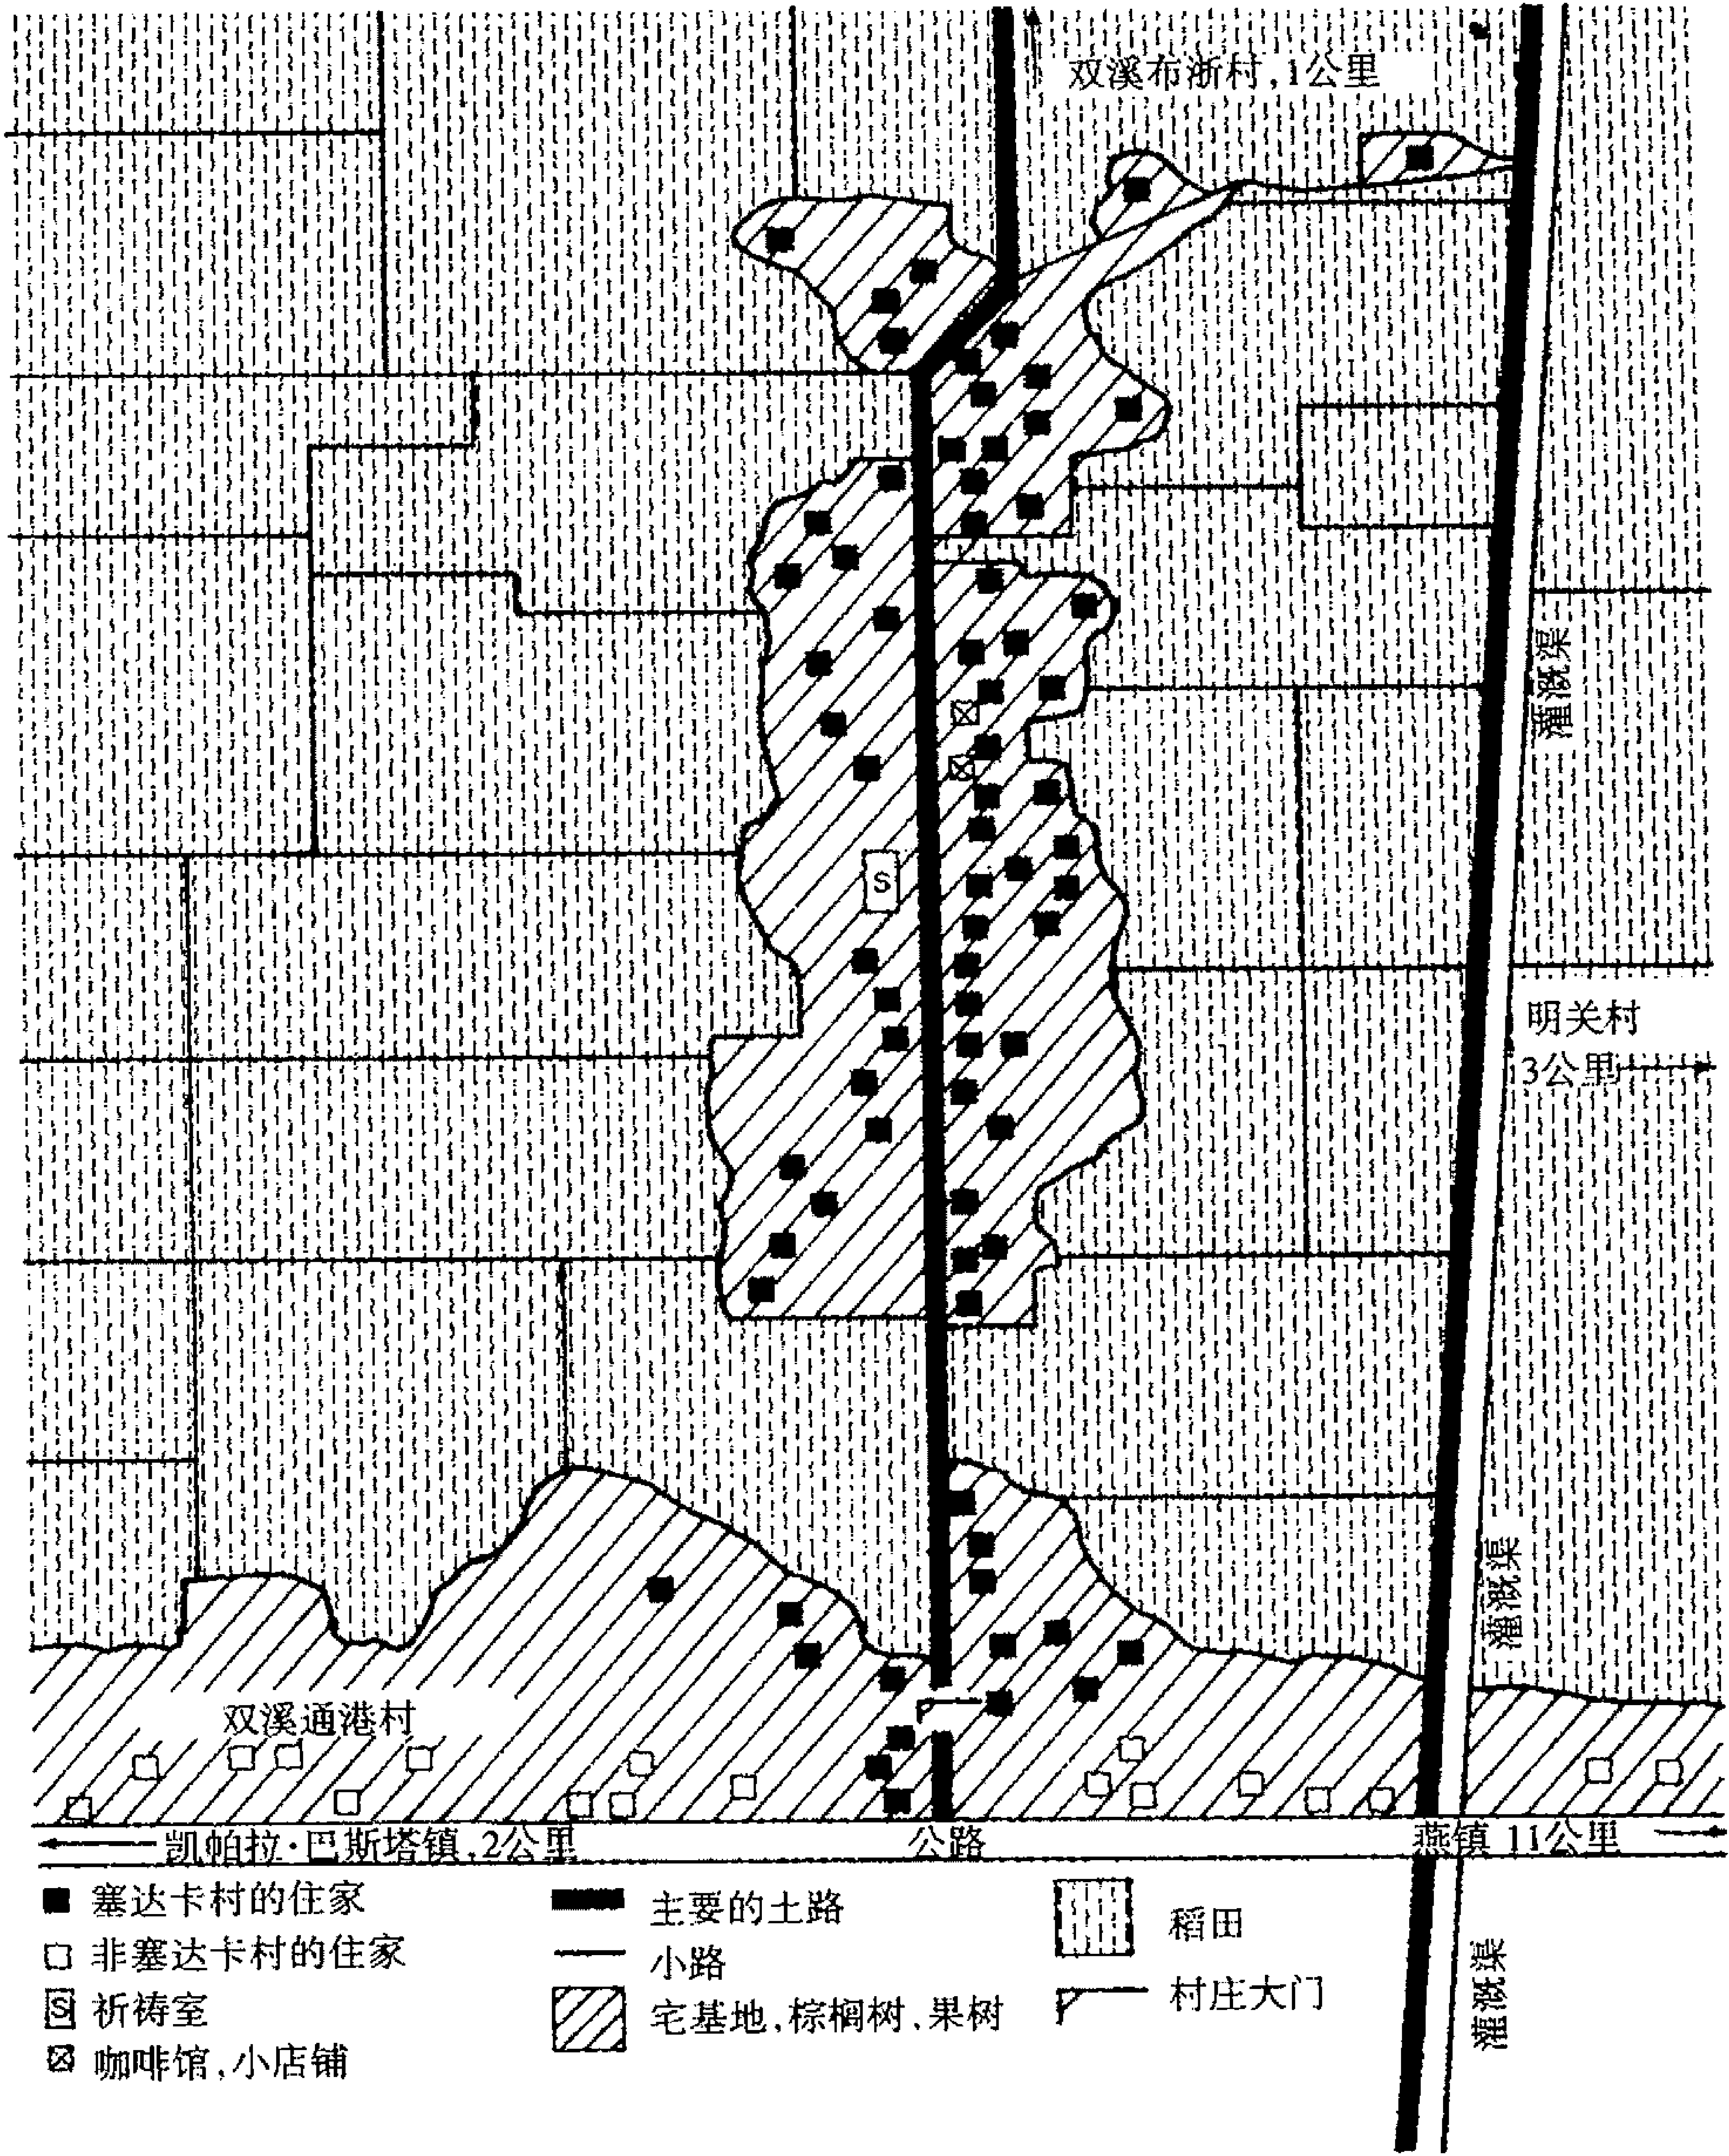 双溪布浙村,1公里
灌溉渠
S
明关村
3公里
灌溉渠
双溪通港村
凯帕拉·巴斯塔镇,2公里
公路
燕镇 11公里
塞达卡村的住家
非塞达卡村的住家
S 祈祷室
咖啡馆,小店铺
主要的土路
小路
宅基地,棕榈树、果树
稻田
村庄大门
灌溉渠